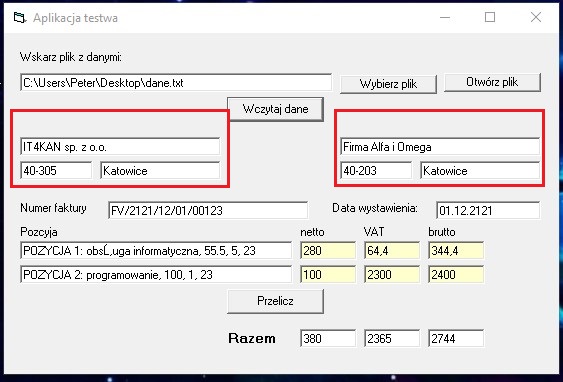 Aplikacja testwa
Wskarz plik z danymi:
C:\Users\Peter\Desktop\dane.txt
Wybierz plik
Otwórz plik
Wczytaj dane
IT4KAN sp. z o.o.
Firma Alfa i Omega
40-305 Katowice
40-203 Katowice
Numer faktury FV/2121/12/01/00123 Data wystawienia: 01.12.2121
Pozycja netto VAT brutto
POZYCJA 1: obsĹ‚uga informatyczna, 55.5, 5, 23 280 64,4 344,4
POZYCJA 2: programowanie, 100, 1, 23 100 2300 2400
Przelicz
Razem 380 2365 2744